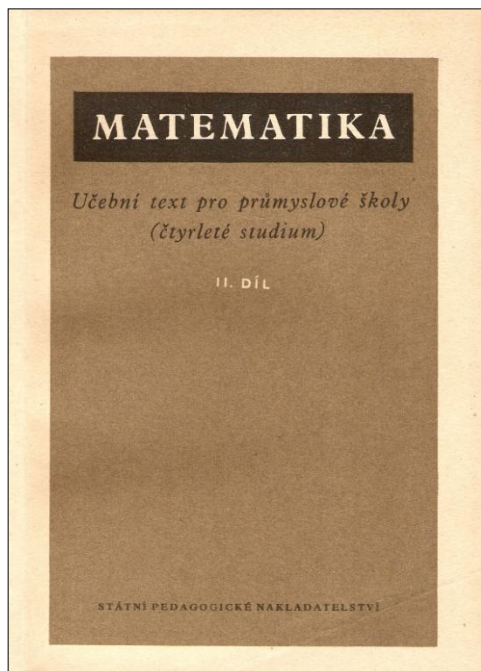 MATEMATIKA
Učební text pro průmyslové školy
(čtyrleté studium)
II. DÍL
STÁTNÍ PEDAGOGICKÉ NAKLADATELSTVÍ